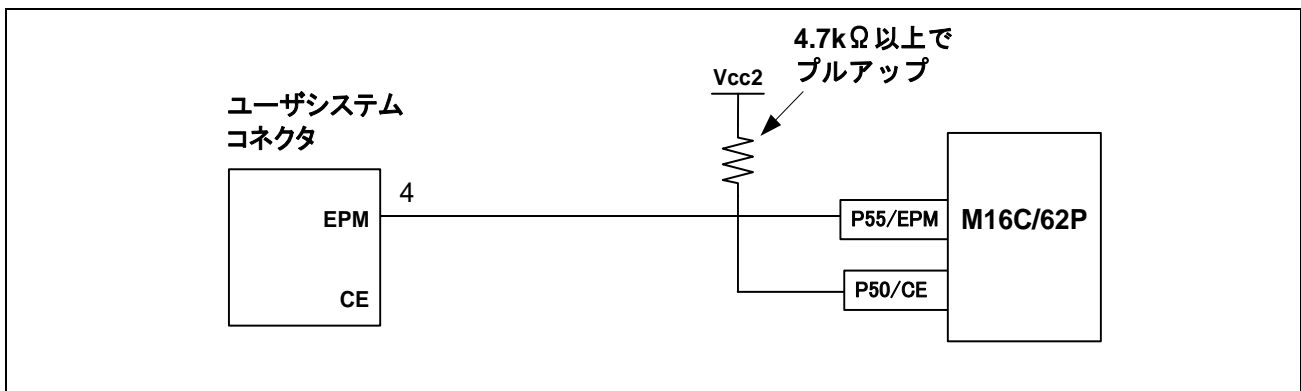 4.7kΩ以上で
プルアップ
Vcc2
ユーザシステム
コネクタ
4
EPM
P55/EPM
M16C/62P
CE
P50/CE